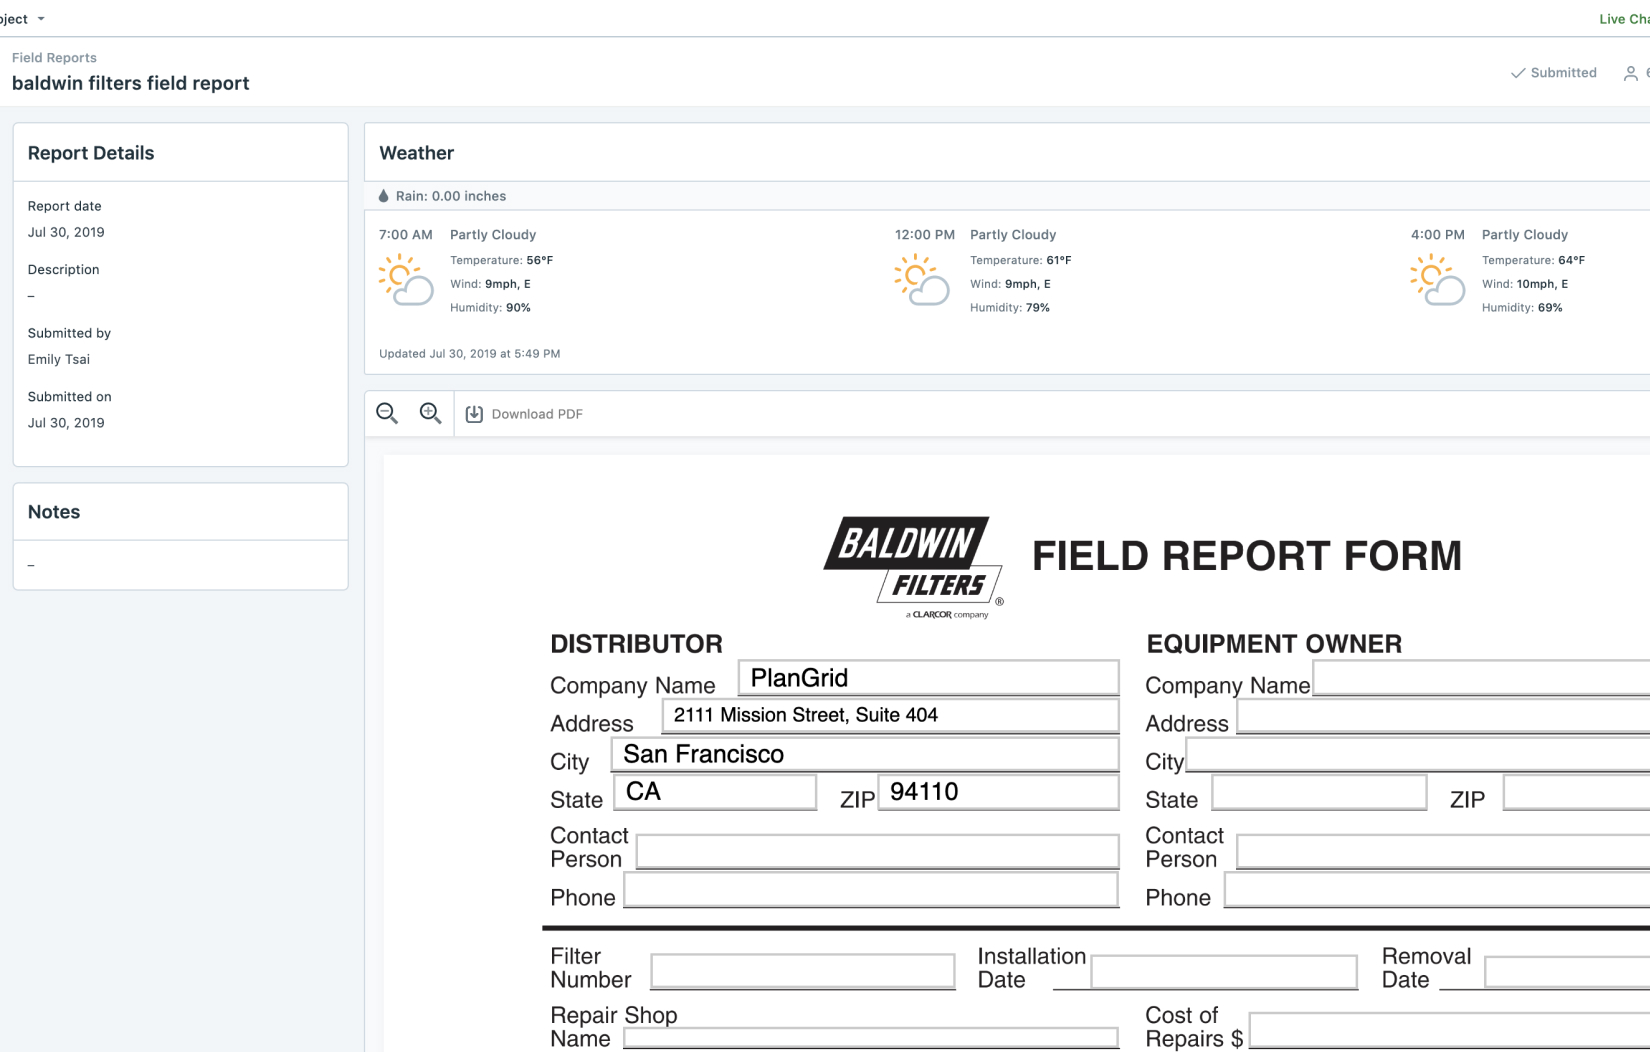 oject
Live Cha
Field Reports
baldwin filters field report
Submitted
Report Details
Report date
Jul 30, 2019
Description
–
Submitted by
Emily Tsai
Submitted on
Jul 30, 2019
Notes
–
Weather
Rain: 0.00 inches
7:00 AM Partly Cloudy
Temperature: 56°F
Wind: 9mph, E
Humidity: 90%
12:00 PM Partly Cloudy
Temperature: 61°F
Wind: 9mph, E
Humidity: 79%
4:00 PM Partly Cloudy
Temperature: 64°F
Wind: 10mph, E
Humidity: 69%
Updated Jul 30, 2019 at 5:49 PM
Download PDF
BALDWIN
FILTERS ®
a CLARCOR company
FIELD REPORT FORM
DISTRIBUTOR
Company Name PlanGrid
Address 2111 Mission Street, Suite 404
City San Francisco
State CA ZIP 94110
Contact
Person
Phone
EQUIPMENT OWNER
Company Name
Address
City
State ZIP
Contact
Person
Phone
Filter
Number
Installation
Date
Removal
Date
Repair Shop
Name
Cost of
Repairs $